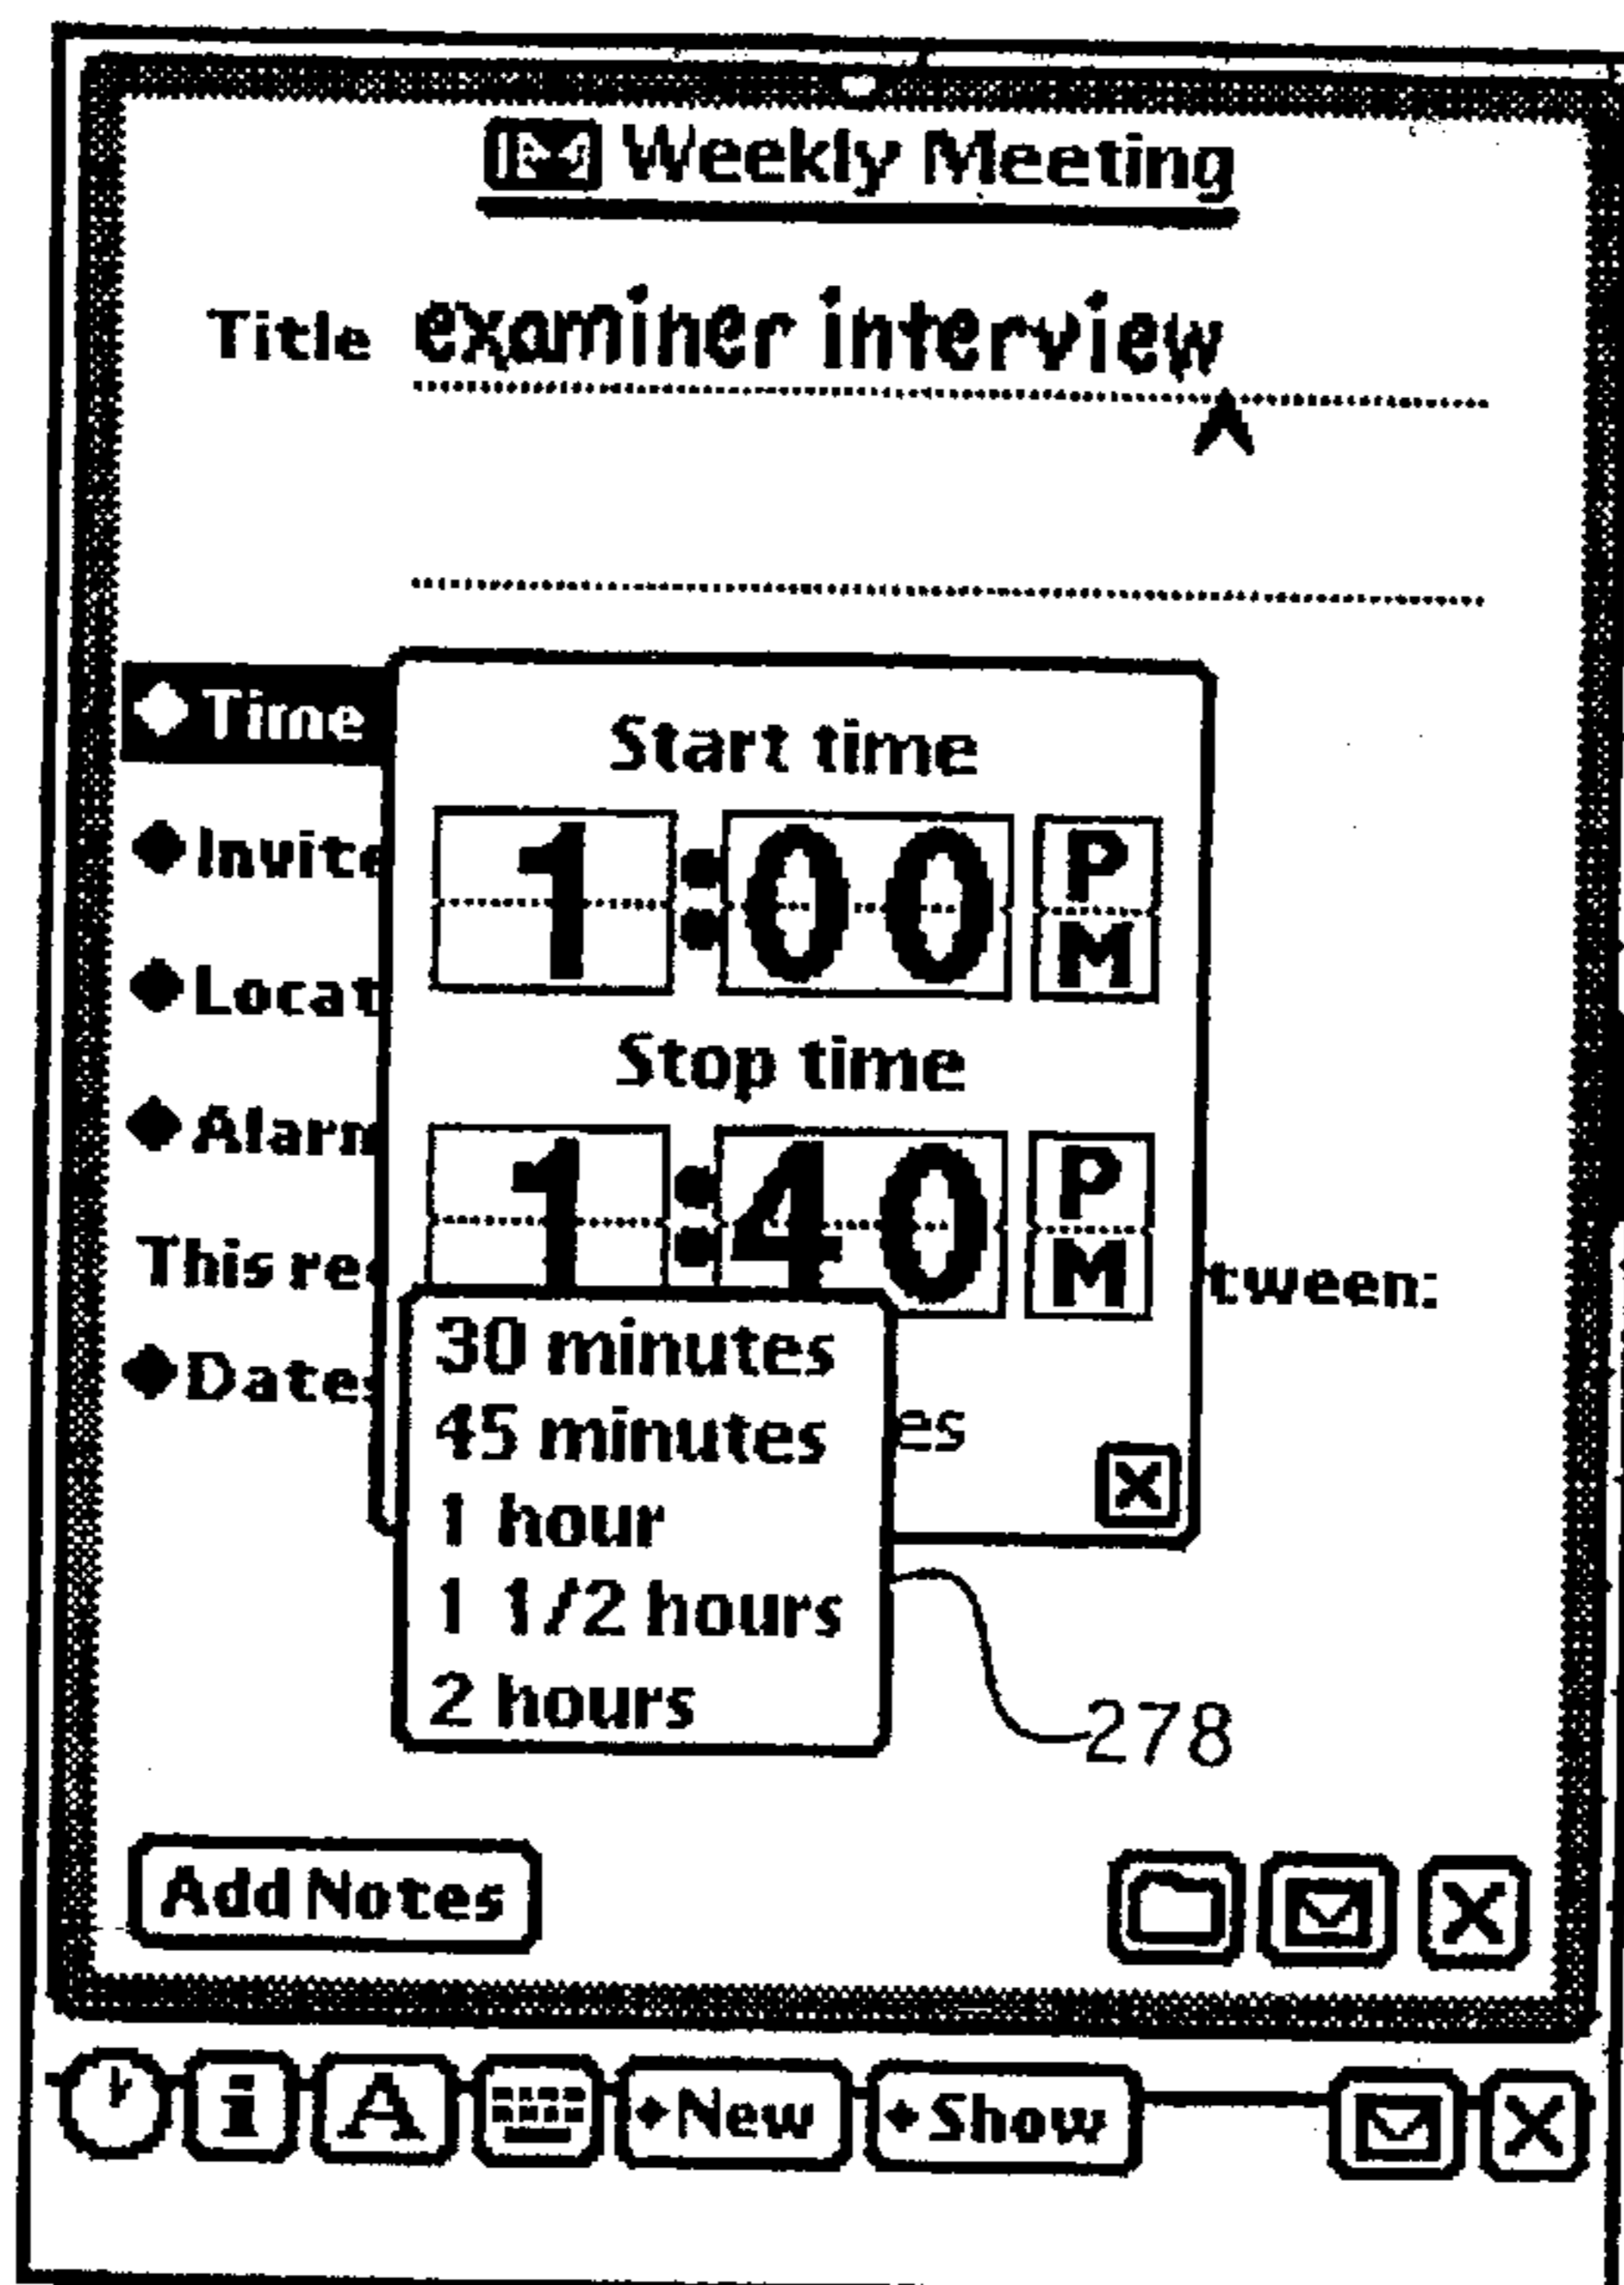 Weekly Meeting
Title examiner interview
Time
Start time
Invite
1:00 PM
Locat
Stop time
Alarm
1:40 PM
This re tween:
30 minutes
Dates
45 minutes es
1 hour
1 1/2 hours
2 hours
278
Add Notes
i A New Show